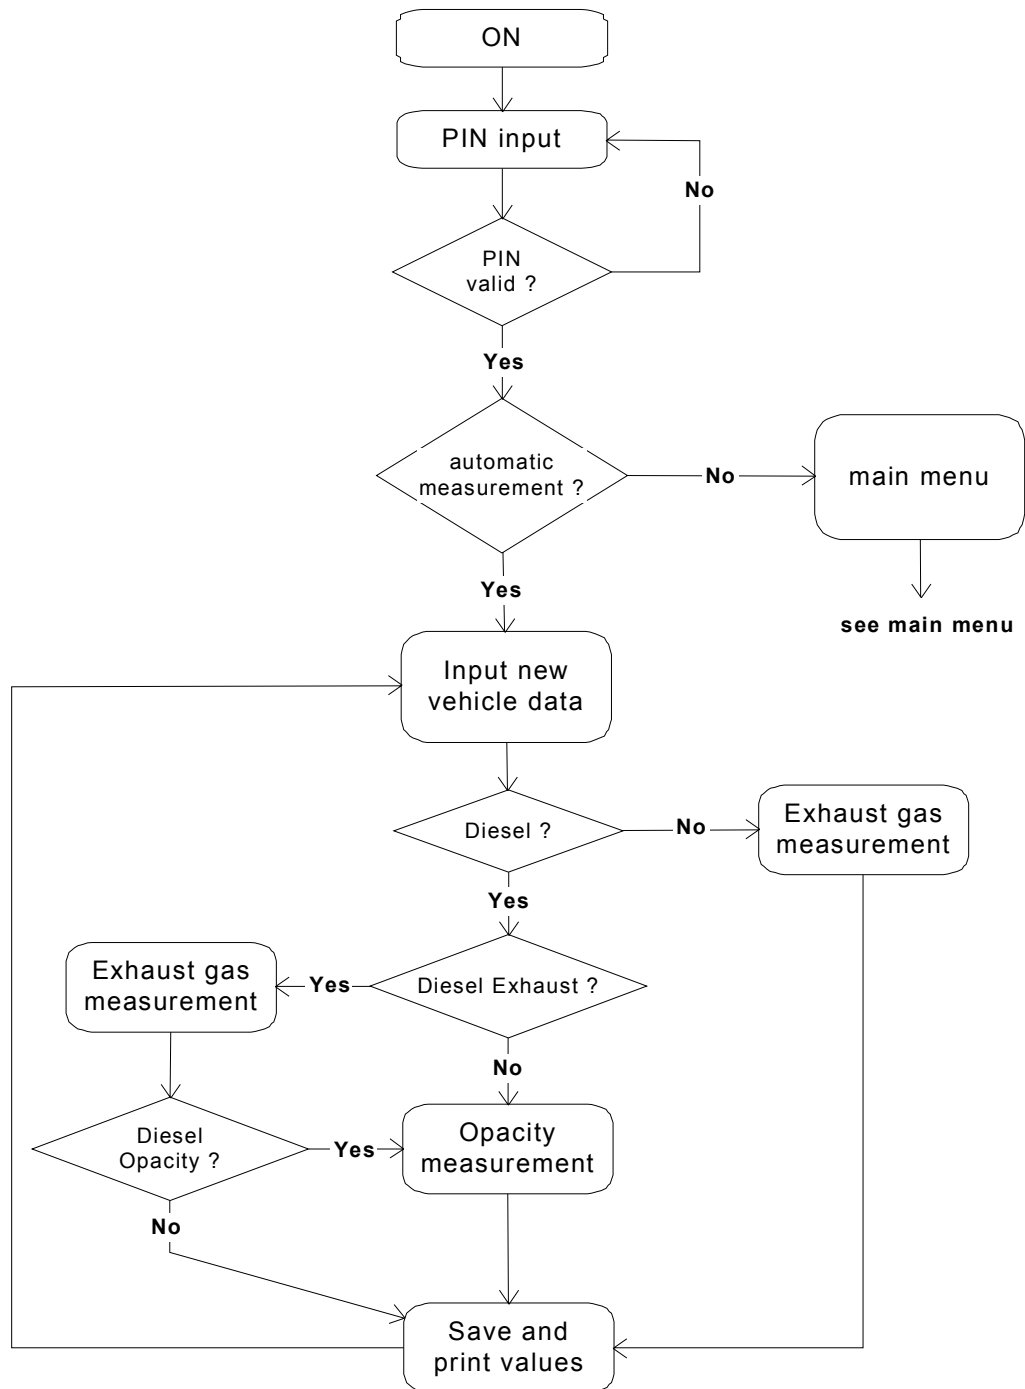 ON
PIN input
No
PIN
valid ?
Yes
automatic
measurement ?
No
main menu
Yes
see main menu
Input new
vehicle data
Diesel ?
No
Exhaust gas
measurement
Yes
Exhaust gas
measurement
Yes
Diesel Exhaust ?
No
Diesel
Opacity ?
Yes
Opacity
measurement
No
Save and
print values